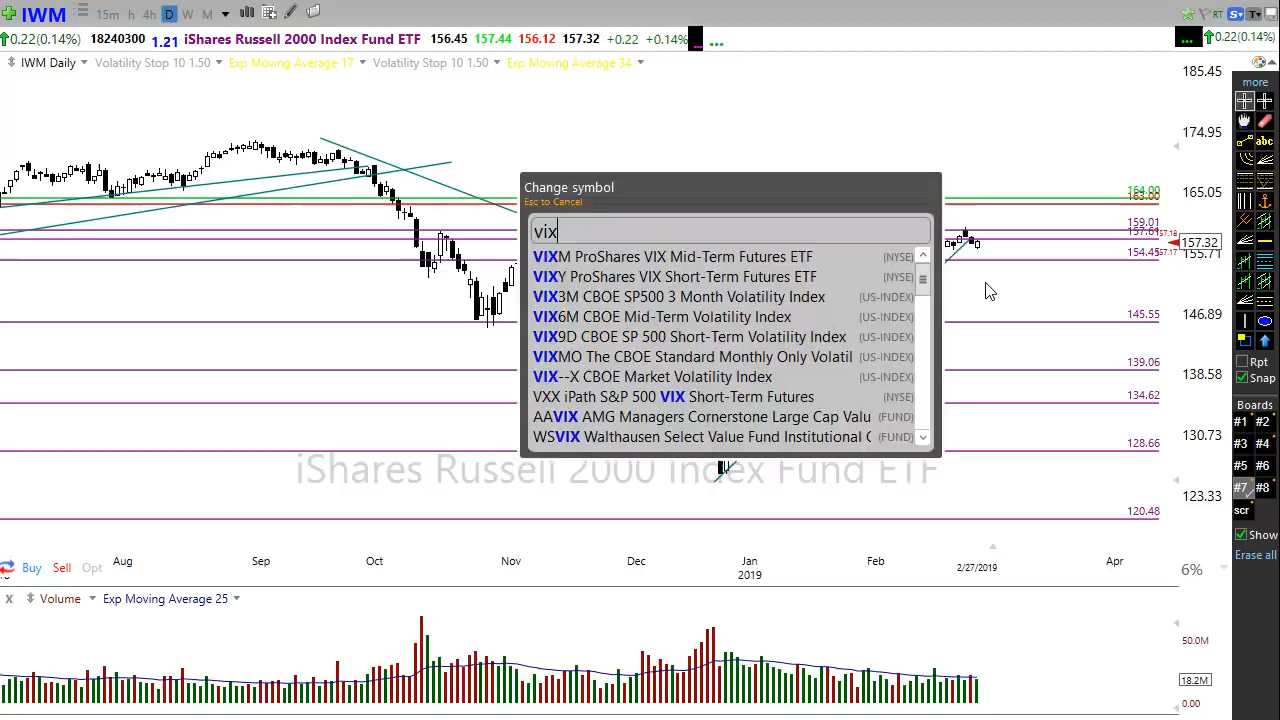 IWM 15m h 4h D W M RT S T
0.22(0.14%) 18240300 1.21 iShares Russell 2000 Index Fund ETF 156.45 157.44 156.12 157.32 +0.22 +0.14% ... ... 0.22(0.14%)
IWM Daily Volatility Stop 10 1.50 Exp Moving Average 17 Volatility Stop 10 1.50 Exp Moving Average 34
185.45
more
abc
174.95
Change symbol
Esc to Cancel
vix
VIXM ProShares VIX Mid-Term Futures ETF (NYSE)
VIXY ProShares VIX Short-Term Futures ETF (NYSE)
VIX3M CBOE SP500 3 Month Volatility Index (US-INDEX)
VIX6M CBOE Mid-Term Volatility Index (US-INDEX)
VIX9D CBOE SP 500 Short-Term Volatility Index (US-INDEX)
VIXMO The CBOE Standard Monthly Only Volatil (US-INDEX)
VIX--X CBOE Market Volatility Index (US-INDEX)
VXX iPath S&P 500 VIX Short-Term Futures (NYSE)
AAVIX AMG Managers Cornerstone Large Cap Valu (FUND)
WSVIX Walthausen Select Value Fund Institutional (FUND)
164.00
163.00
165.05
159.01
157.32
154.45
155.71
145.55
146.89
139.06
138.58
134.62
128.66
130.73
120.48
123.33
Rpt
Snap
Boards
#1 #2
#3 #4
#5 #6
#7 #8
scr
Show
Erase all
iShares Russell 2000 Index Fund ETF
Buy Sell Opt
Aug Sep Oct Nov Dec Jan Feb Apr
2019 2/27/2019
6%
X Volume Exp Moving Average 25
50.0M
18.2M
0.00